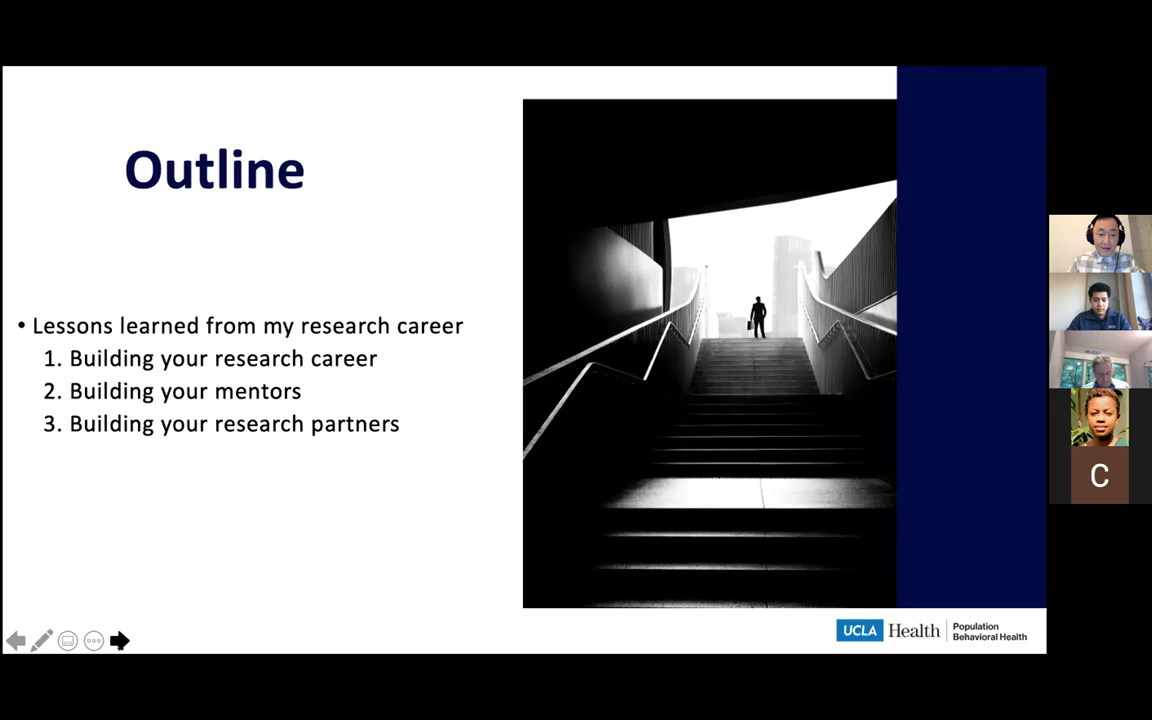 Outline
• Lessons learned from my research career
1. Building your research career
2. Building your mentors
3. Building your research partners
UCLA Health
Population
Behavioral Health
C